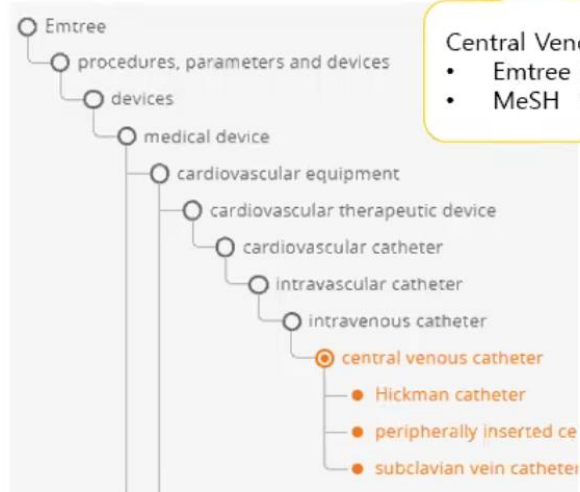 Emtree
procedures, parameters and devices
devices
medical device
cardiovascular equipment
cardiovascular therapeutic device
cardiovascular catheter
intravascular catheter
intravenous catheter
central venous catheter
Hickman catheter
peripherally inserted ce
subclavian vein catheter
Central Veno
• Emtree
• MeSH